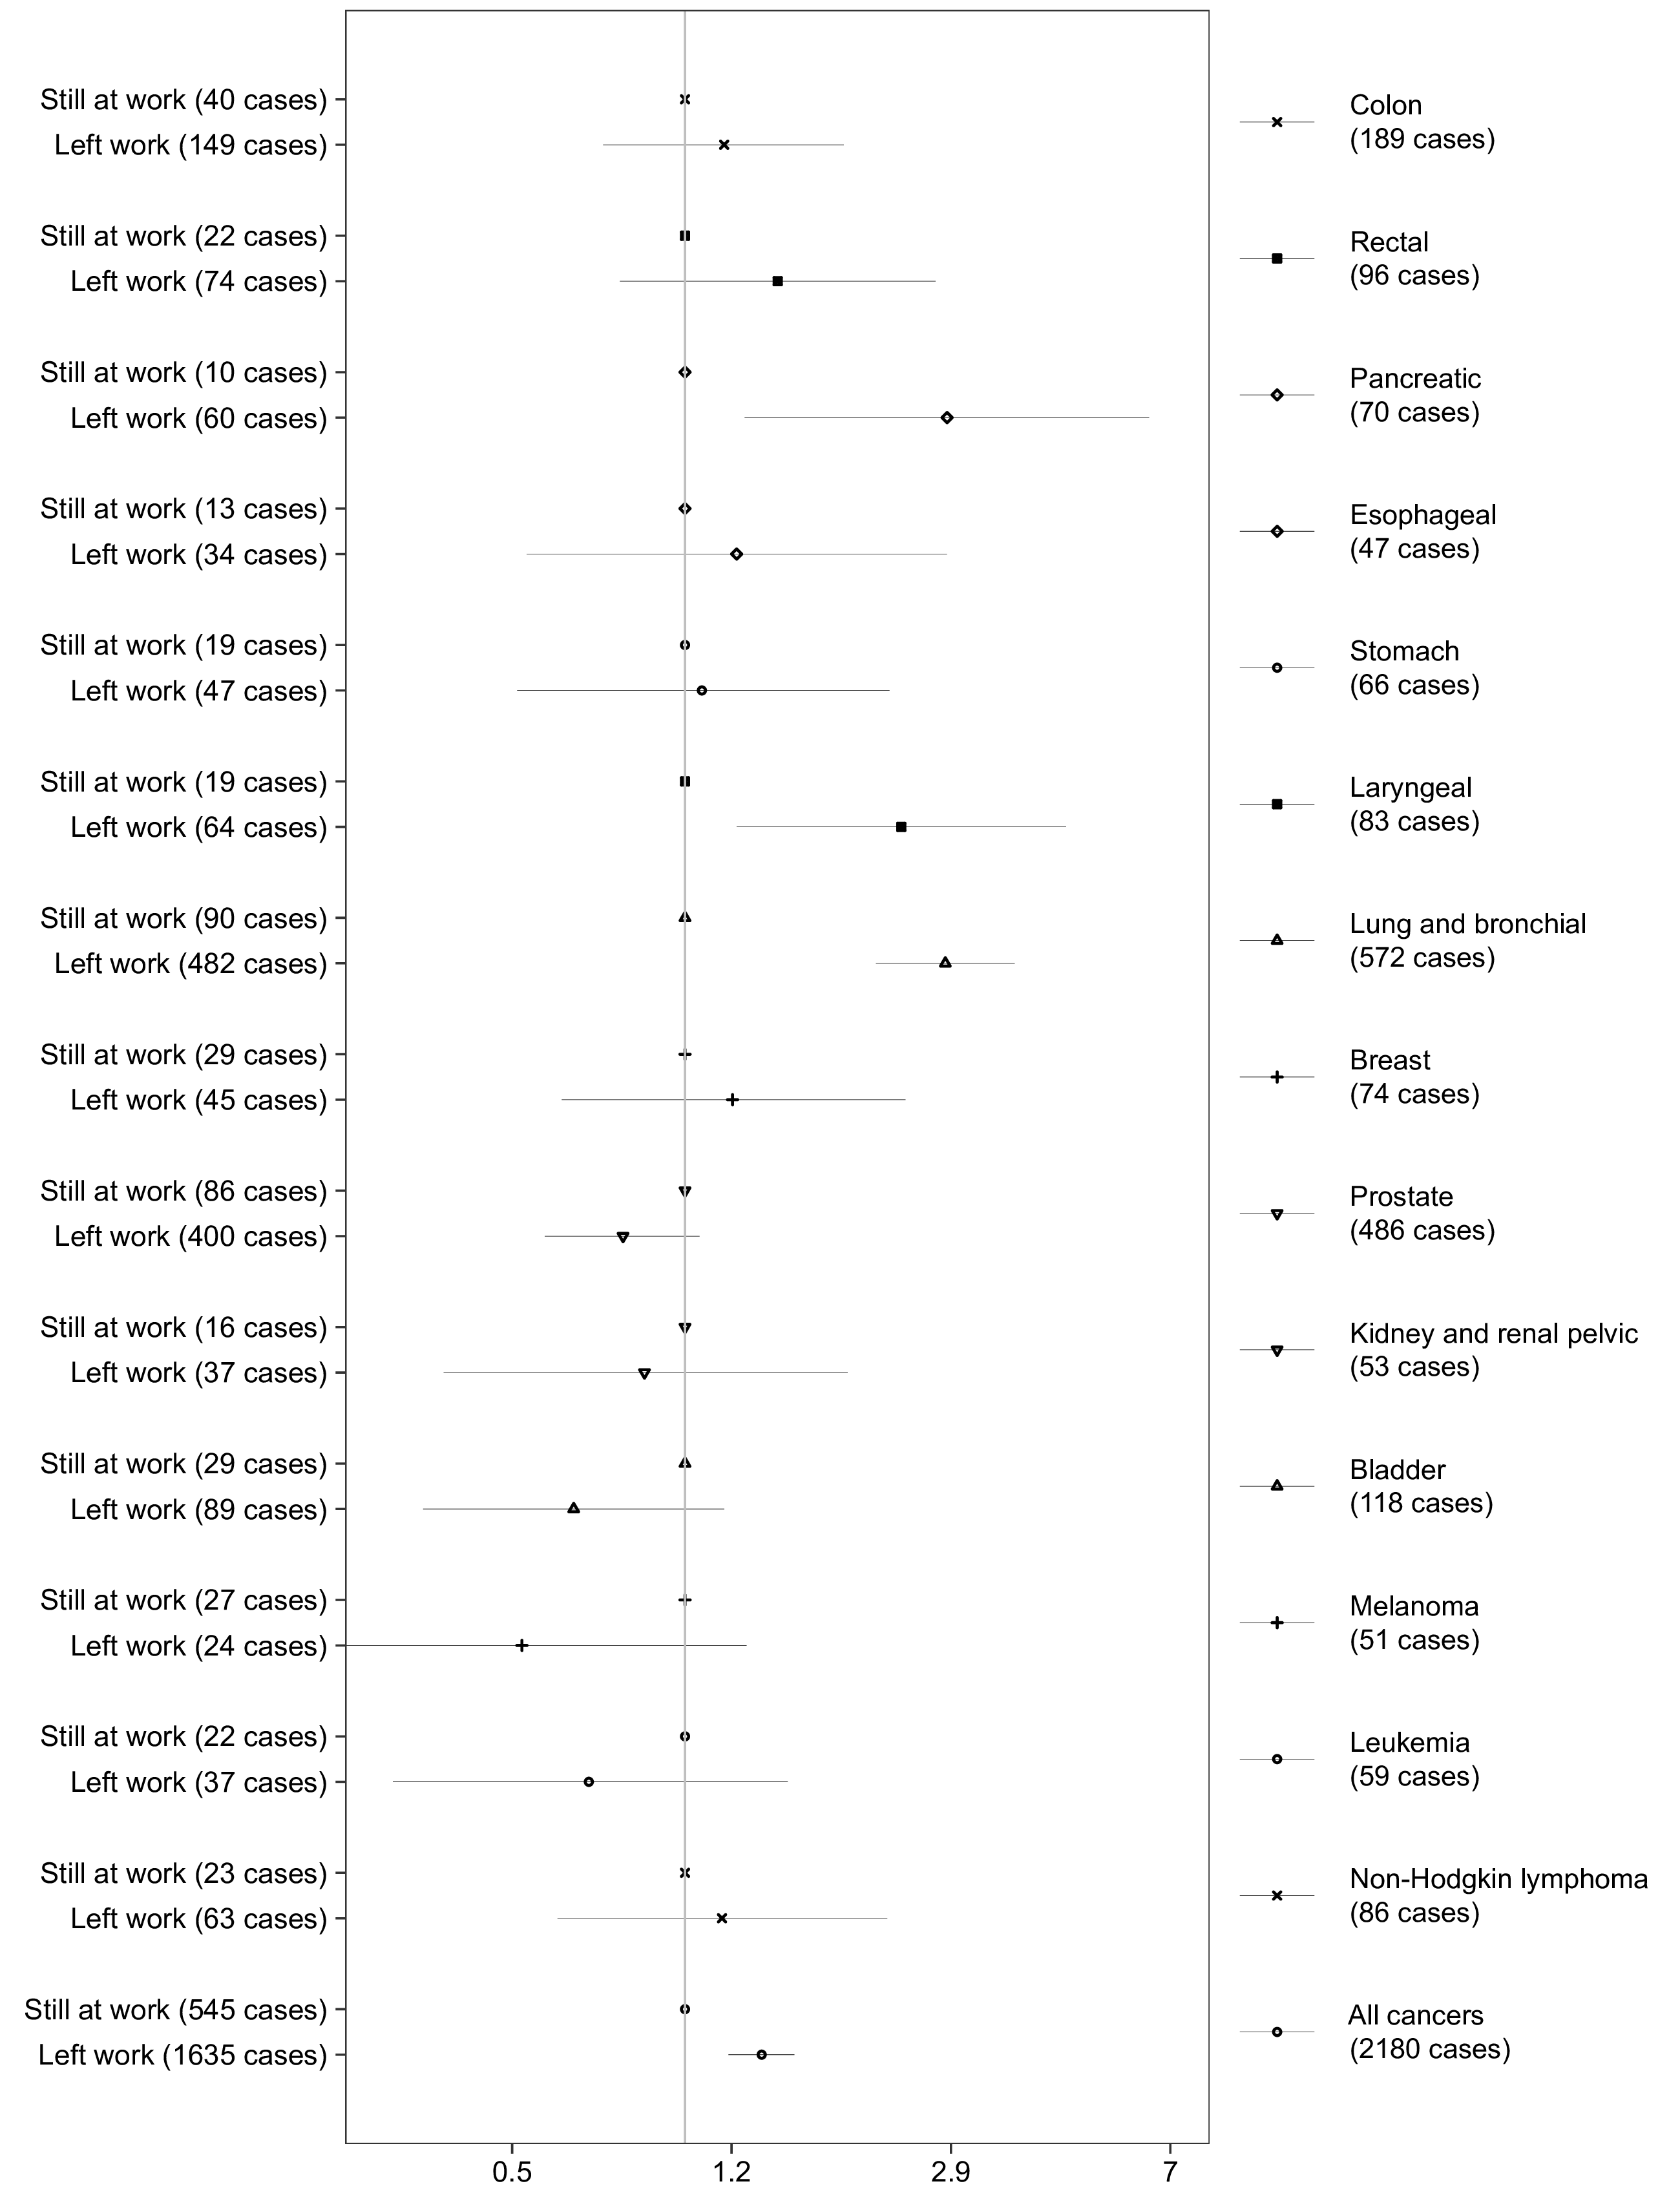 Still at work (40 cases)
Left work (149 cases)
Colon
(189 cases)
Still at work (22 cases)
Left work (74 cases)
Rectal
(96 cases)
Still at work (10 cases)
Left work (60 cases)
Pancreatic
(70 cases)
Still at work (13 cases)
Left work (34 cases)
Esophageal
(47 cases)
Still at work (19 cases)
Left work (47 cases)
Stomach
(66 cases)
Still at work (19 cases)
Left work (64 cases)
Laryngeal
(83 cases)
Still at work (90 cases)
Left work (482 cases)
Lung and bronchial
(572 cases)
Still at work (29 cases)
Left work (45 cases)
Breast
(74 cases)
Still at work (86 cases)
Left work (400 cases)
Prostate
(486 cases)
Still at work (16 cases)
Left work (37 cases)
Kidney and renal pelvic
(53 cases)
Still at work (29 cases)
Left work (89 cases)
Bladder
(118 cases)
Still at work (27 cases)
Left work (24 cases)
Melanoma
(51 cases)
Still at work (22 cases)
Left work (37 cases)
Leukemia
(59 cases)
Still at work (23 cases)
Left work (63 cases)
Non-Hodgkin lymphoma
(86 cases)
Still at work (545 cases)
Left work (1635 cases)
All cancers
(2180 cases)
0.5 1.2 2.9 7